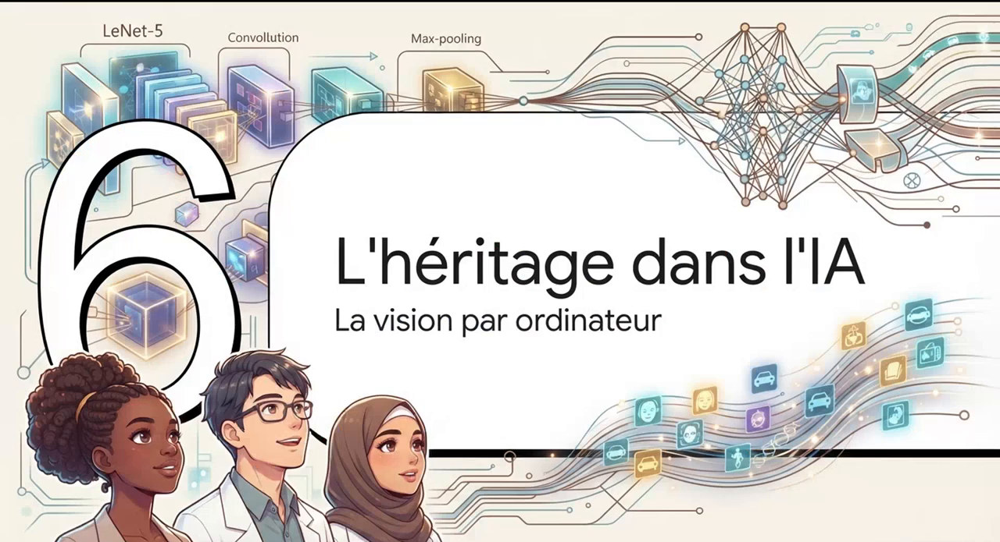 LeNet-5
Convollution
Max-pooling
6
L'héritage dans l'IA
La vision par ordinateur